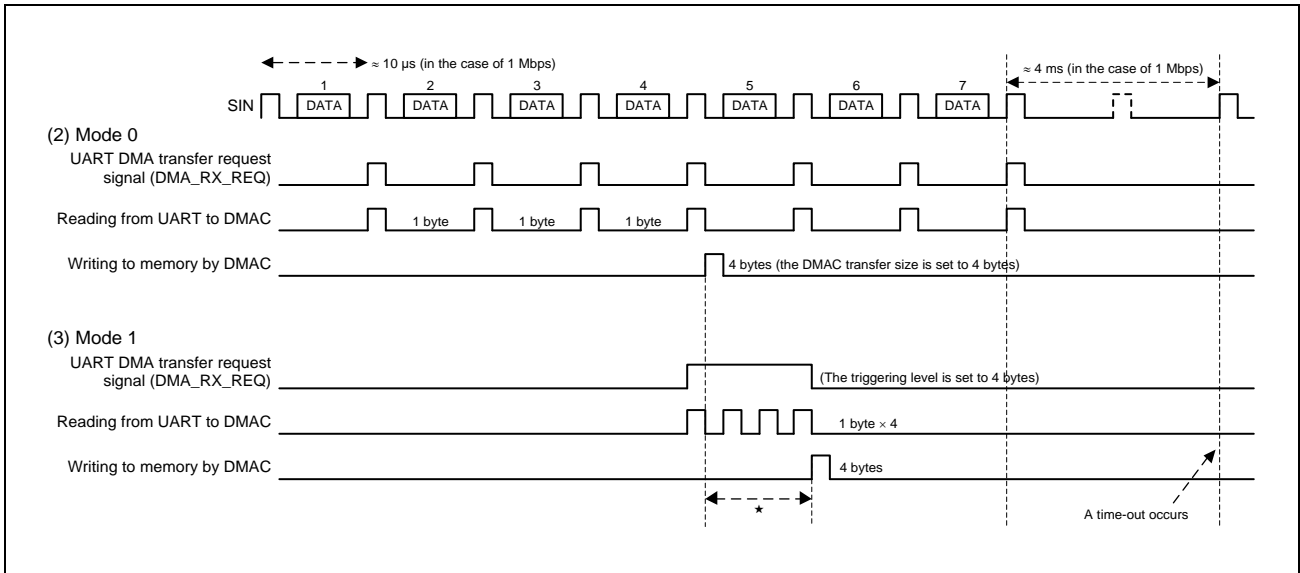 ≈ 10 µs (in the case of 1 Mbps)
≈ 4 ms (in the case of 1 Mbps)
1 2 3 4 5 6 7
SIN DATA DATA DATA DATA DATA DATA DATA
(2) Mode 0
UART DMA transfer request
signal (DMA_RX_REQ)
Reading from UART to DMAC 1 byte 1 byte 1 byte
Writing to memory by DMAC 4 bytes (the DMAC transfer size is set to 4 bytes)
(3) Mode 1
UART DMA transfer request
signal (DMA_RX_REQ) (The triggering level is set to 4 bytes)
Reading from UART to DMAC 1 byte × 4
Writing to memory by DMAC 4 bytes
★
A time-out occurs